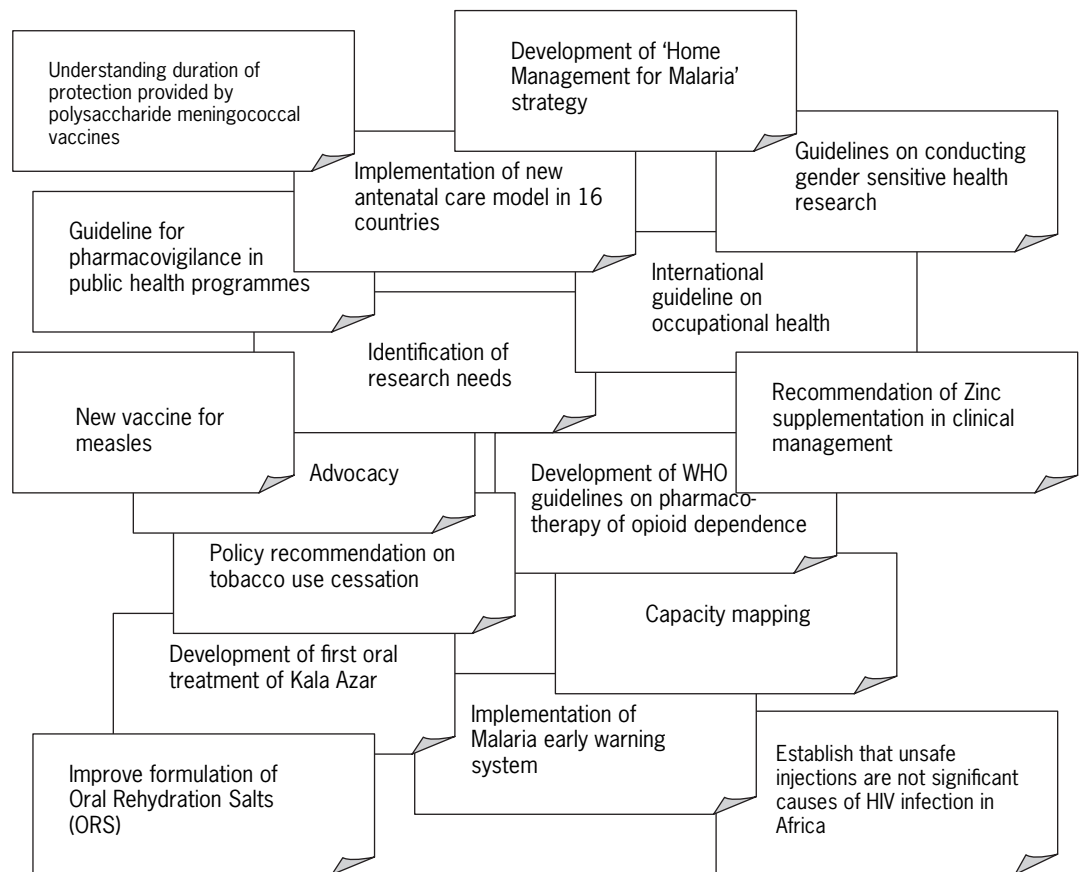 Understanding duration of
protection provided by
polysaccharide meningococcal
vaccines
Development of ‘Home
Management for Malaria’
strategy
Implementation of new
antenatal care model in 16
countries
Guidelines on conducting
gender sensitive health
research
Guideline for
pharmacovigilance in
public health programmes
International
guideline on
occupational health
Identification of
research needs
New vaccine for
measles
Recommendation of Zinc
supplementation in clinical
management
Advocacy
Development of WHO
guidelines on pharmaco-
therapy of opioid dependence
Policy recommendation on
tobacco use cessation
Capacity mapping
Development of first oral
treatment of Kala Azar
Implementation of
Malaria early warning
system
Improve formulation of
Oral Rehydration Salts
(ORS)
Establish that unsafe
injections are not significant
causes of HIV infection in
Africa